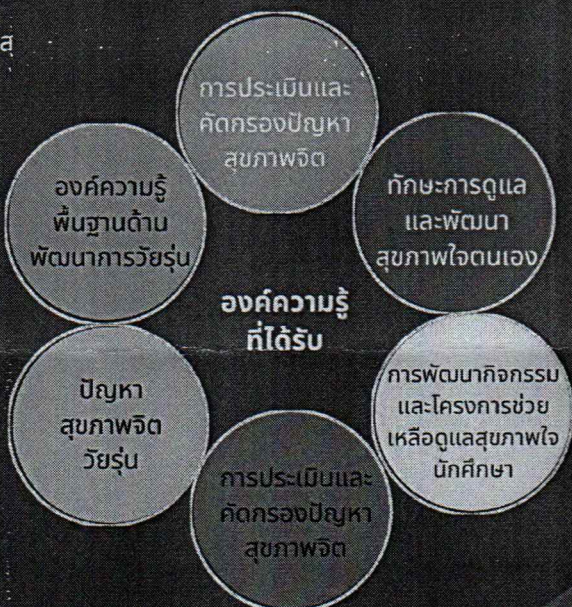 ส
การประเมินและ
คัดกรองปัญหา
สุขภาพจิต
ทักษะการดูแล
และพัฒนา
สุขภาพใจตนเอง
การพัฒนากิจกรรม
และโครงการช่วย
เหลือดูแลสุขภาพใจ
นักศึกษา
การประเมินและ
คัดกรองปัญหา
สุขภาพจิต
ปัญหา
สุขภาพจิต
วัยรุ่น
องค์ความรู้
พื้นฐานด้าน
พัฒนาการวัยรุ่น
องค์ความรู้
ที่ได้รับ